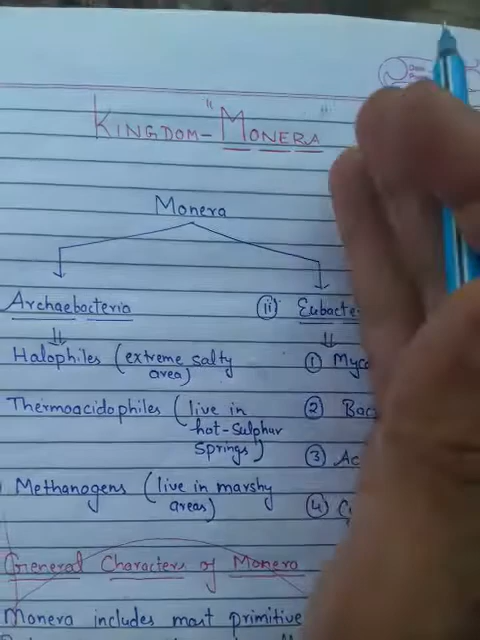 Kingdom- "Monera"
Monera
Archaebacteria
(ii) Eubacte
Halophiles (extreme salty
area)
① Myco
Thermoacidophiles (live in
hot-sulphur
springs)
② Bac
③ Ac
Methanogens (live in marshy
areas)
④
General Characters of Monera
Monera includes most primitive